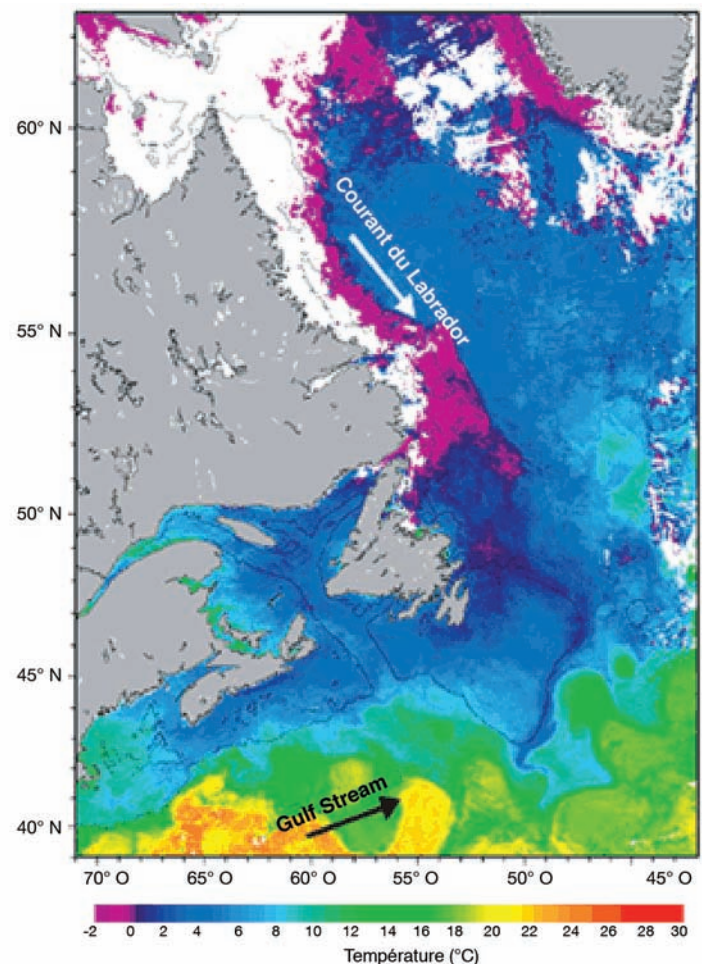 60° N
Courant du Labrador
55° N
50° N
45° N
Gulf Stream
40° N
70° O 65° O 60° O 55° O 50° O 45° O
-2 0 2 4 6 8 10 12 14 16 18 20 22 24 26 28 30
Température (°C)